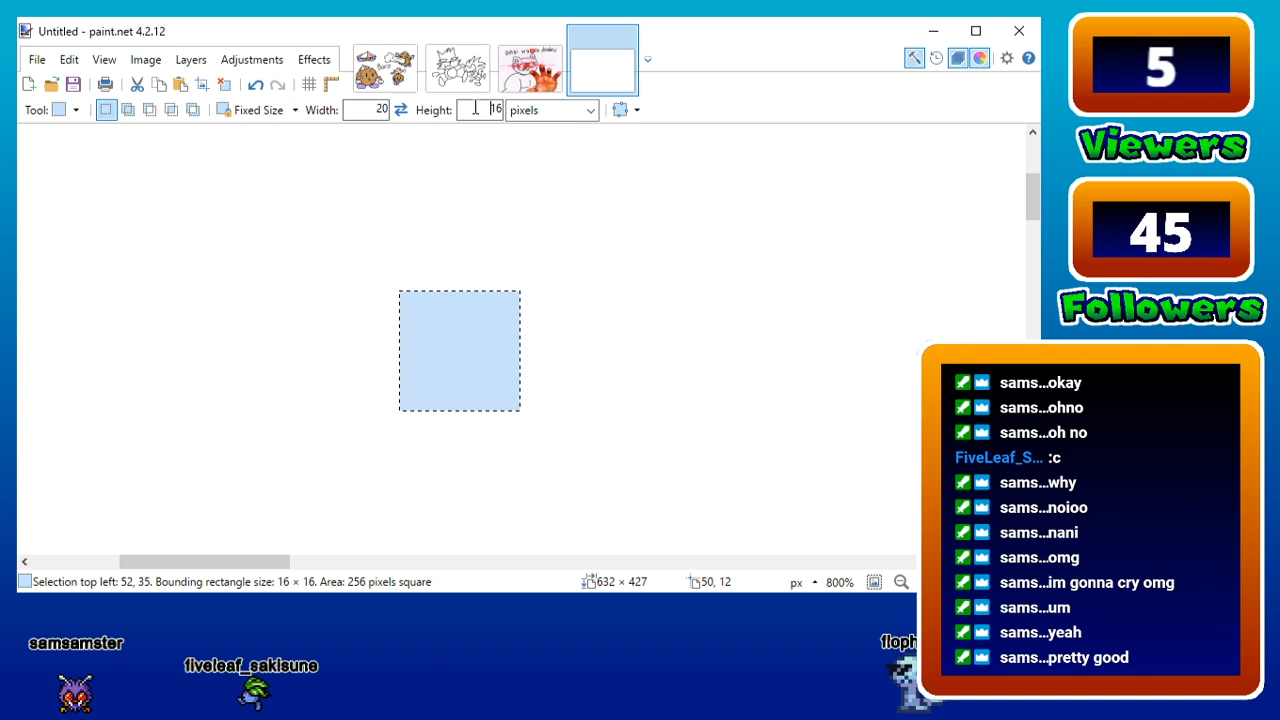 Untitled - paint.net 4.2.12
File Edit View Image Layers Adjustments Effects
Tool: Fixed Size Width: 20 Height: 16 pixels
Selection top left: 52, 35. Bounding rectangle size: 16 × 16. Area: 256 pixels square
632 × 427
50, 12
px
800%
5
Viewers
45
Followers
sams...okay
sams...ohno
sams...oh no
FiveLeaf_S... :c
sams...why
sams...noioo
sams...nani
sams...omg
sams...im gonna cry omg
sams...um
sams...yeah
sams...pretty good
samsamster
fiveleaf_sakisune
floph